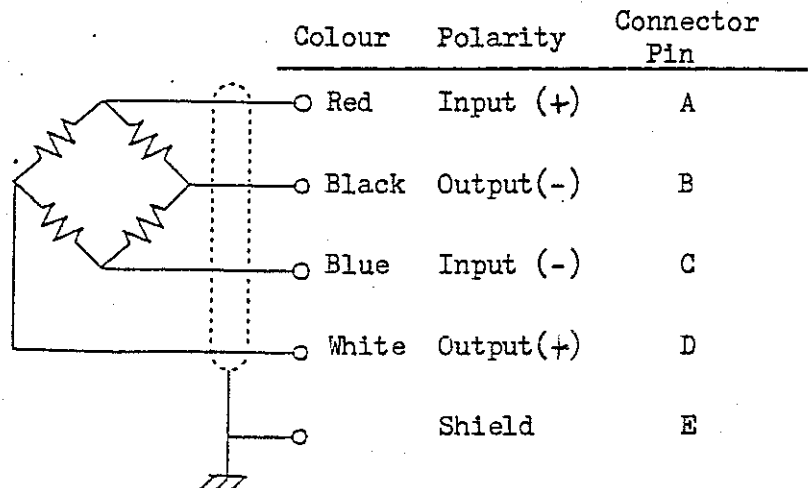 Colour Polarity Connector Pin
Red Input (+) A
Black Output(-) B
Blue Input (-) C
White Output(+) D
Shield E